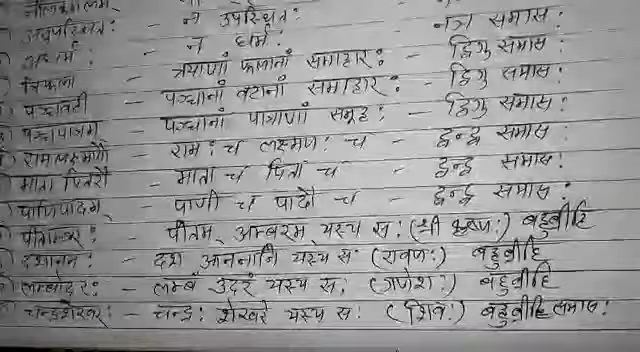 अनुपस्थितः - न उपस्थितः - नञ समासः
अधर्मः - न धर्मः
त्रिफला - त्रयाणां फलानां समाहारः - द्विगु समासः
पञ्चवटी - पञ्चानां वटानां समाहारः - द्विगु समासः
पञ्चपात्रम् - पञ्चानां पात्राणां समूहः - द्विगु समासः
रामलक्ष्मणौ - रामः च लक्ष्मणः च - द्वन्द्व समासः
माता पितरौ - माता च पिता च - द्वन्द्व समासः
पाणिपादम् - पाणी च पादौ च - द्वन्द्व समासः
पीताम्बरः - पीतम् अम्बरम् यस्य सः (श्री कृष्णः) बहुव्रीहि
दशाननः - दश आननानि यस्य सः (रावणः) बहुव्रीहि
लम्बोदरः - लम्बं उदरं यस्य सः (गणेशः) बहुव्रीहि
चन्द्रशेखरः - चन्द्रः शेखरे यस्य सः (शिवः) बहुव्रीहि समासः